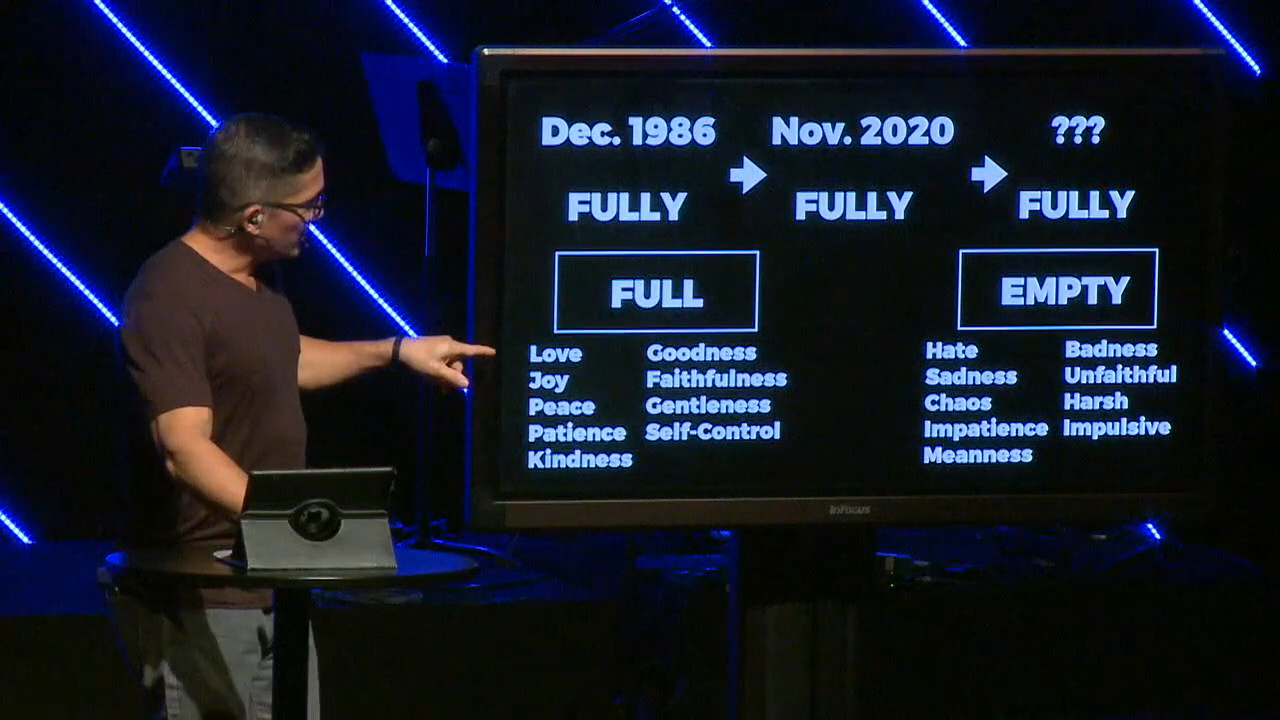 Dec. 1986 Nov. 2020 ???
FULLY FULLY FULLY
FULL EMPTY
Love Goodness
Joy Faithfulness
Peace Gentleness
Patience Self-Control
Kindness
Hate Badness
Sadness Unfaithful
Chaos Harsh
Impatience Impulsive
Meanness
InFocus